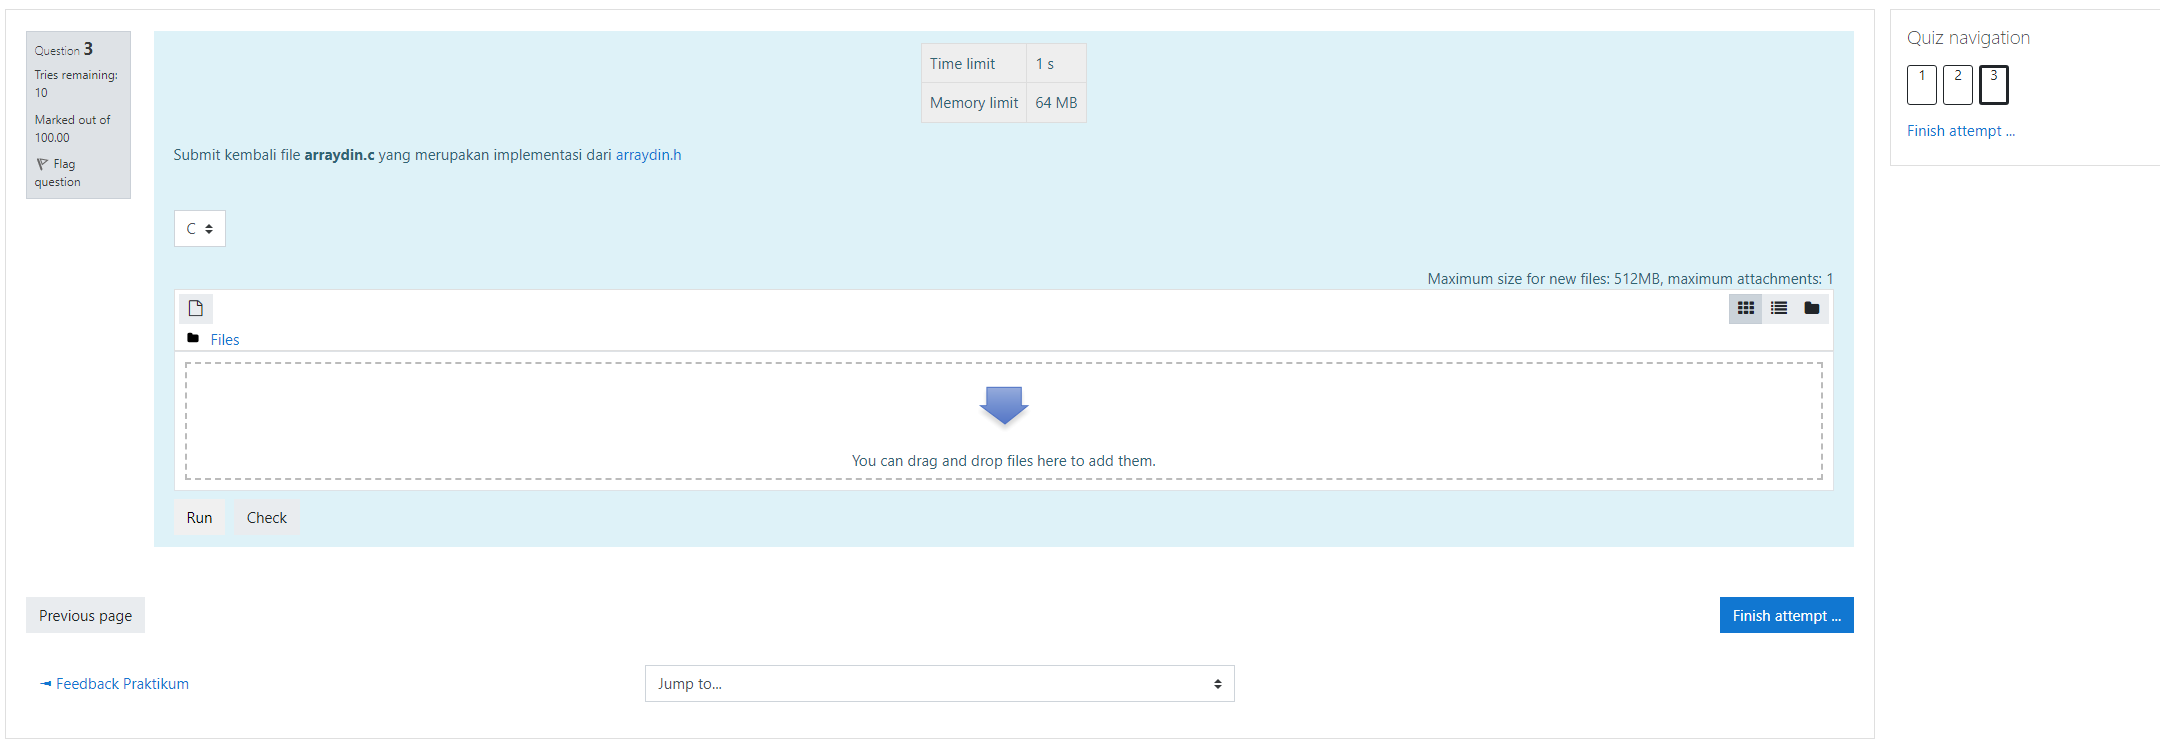 Question 3
Tries remaining:
10
Marked out of
100.00
Flag
question
Time limit 1 s
Memory limit 64 MB
Submit kembali file arraydin.c yang merupakan implementasi dari arraydin.h
C
Maximum size for new files: 512MB, maximum attachments: 1
Files
You can drag and drop files here to add them.
Run Check
Previous page
Finish attempt ...
Feedback Praktikum
Jump to...
Quiz navigation
1 2 3
Finish attempt ...